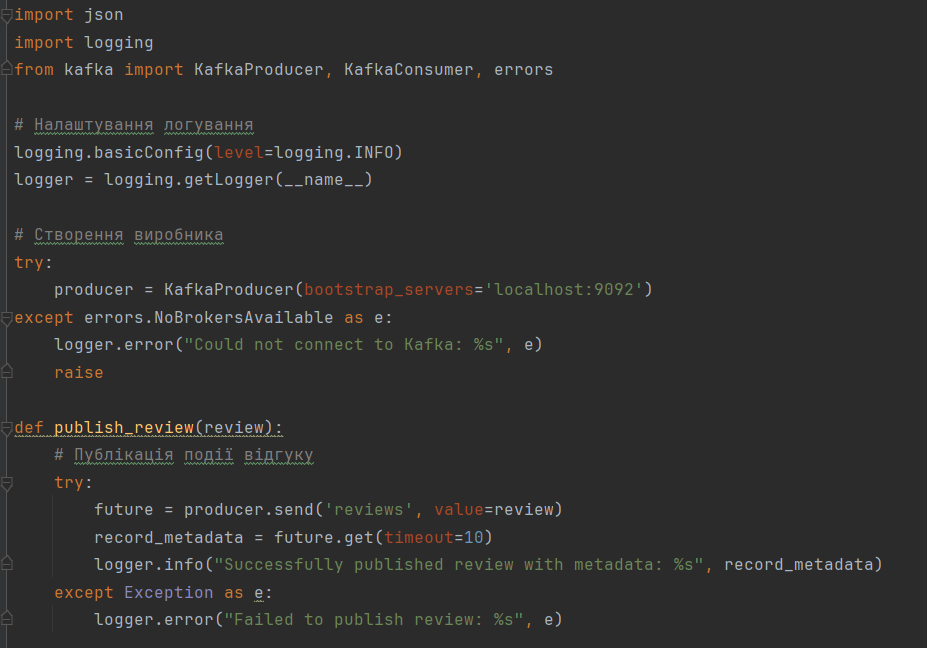 import json
import logging
from kafka import KafkaProducer, KafkaConsumer, errors
# Налаштування логування
logging.basicConfig(level=logging.INFO)
logger = logging.getLogger(__name__)
# Створення виробника
try:
    producer = KafkaProducer(bootstrap_servers='localhost:9092')
except errors.NoBrokersAvailable as e:
    logger.error("Could not connect to Kafka: %s", e)
    raise
def publish_review(review):
    # Публікація події відгуку
    try:
        future = producer.send('reviews', value=review)
        record_metadata = future.get(timeout=10)
        logger.info("Successfully published review with metadata: %s", record_metadata)
    except Exception as e:
        logger.error("Failed to publish review: %s", e)